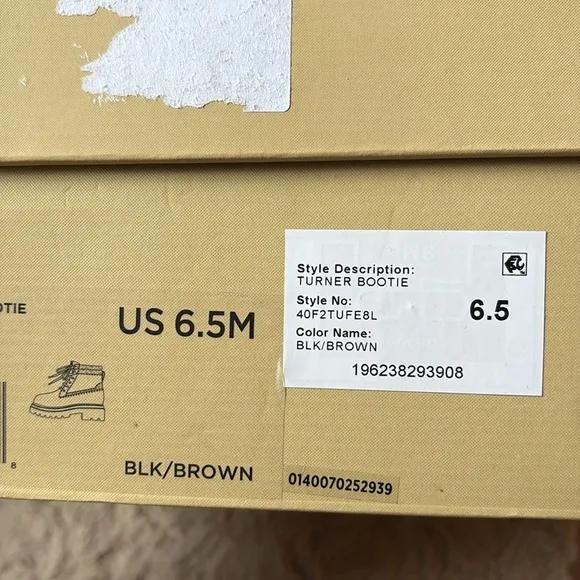 OTIE
US 6.5M
8
BLK/BROWN
Style Description:
TURNER BOOTIE
Style No:
40F2TUFE8L
6.5
Color Name:
BLK/BROWN
196238293908
0140070252939